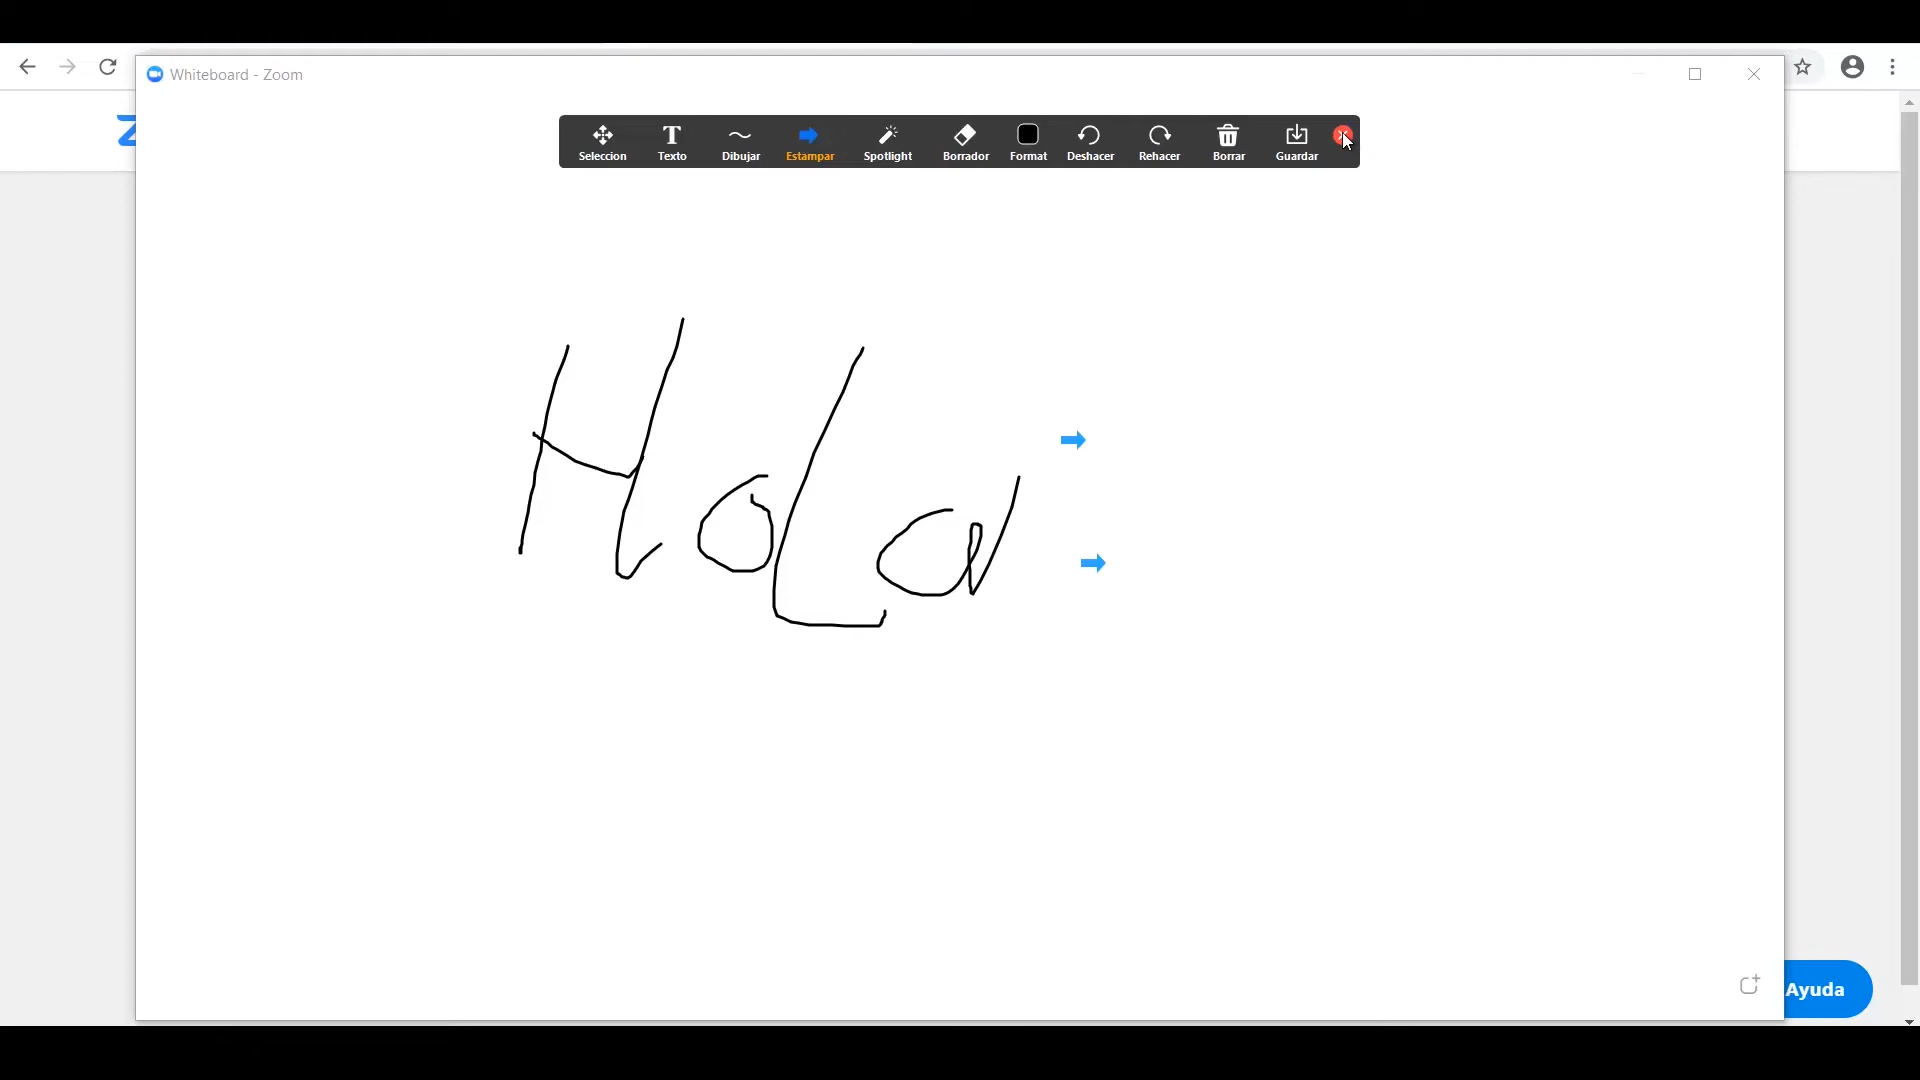 Whiteboard - Zoom
Seleccion Texto Dibujar Estampar Spotlight Borrador Format Deshacer Rehacer Borrar Guardar
HoLa
Ayuda